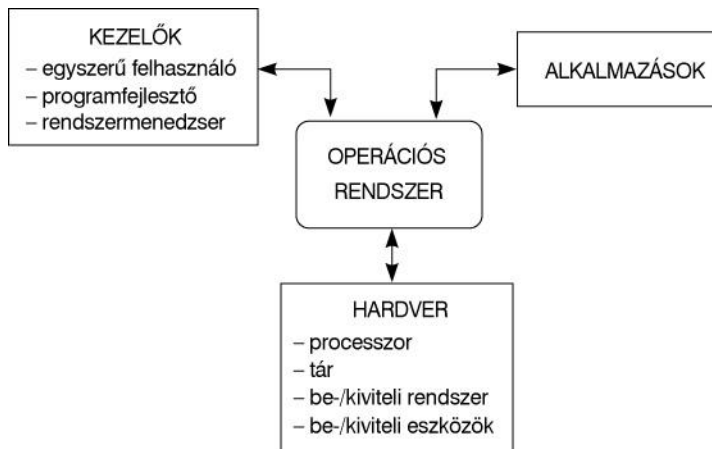 KEZELŐK
– egyszerű felhasználó
– programfejlesztő
– rendszermenedzser
ALKALMAZÁSOK
OPERÁCIÓS
RENDSZER
HARDVER
– processzor
– tár
– be-/kiviteli rendszer
– be-/kiviteli eszközök